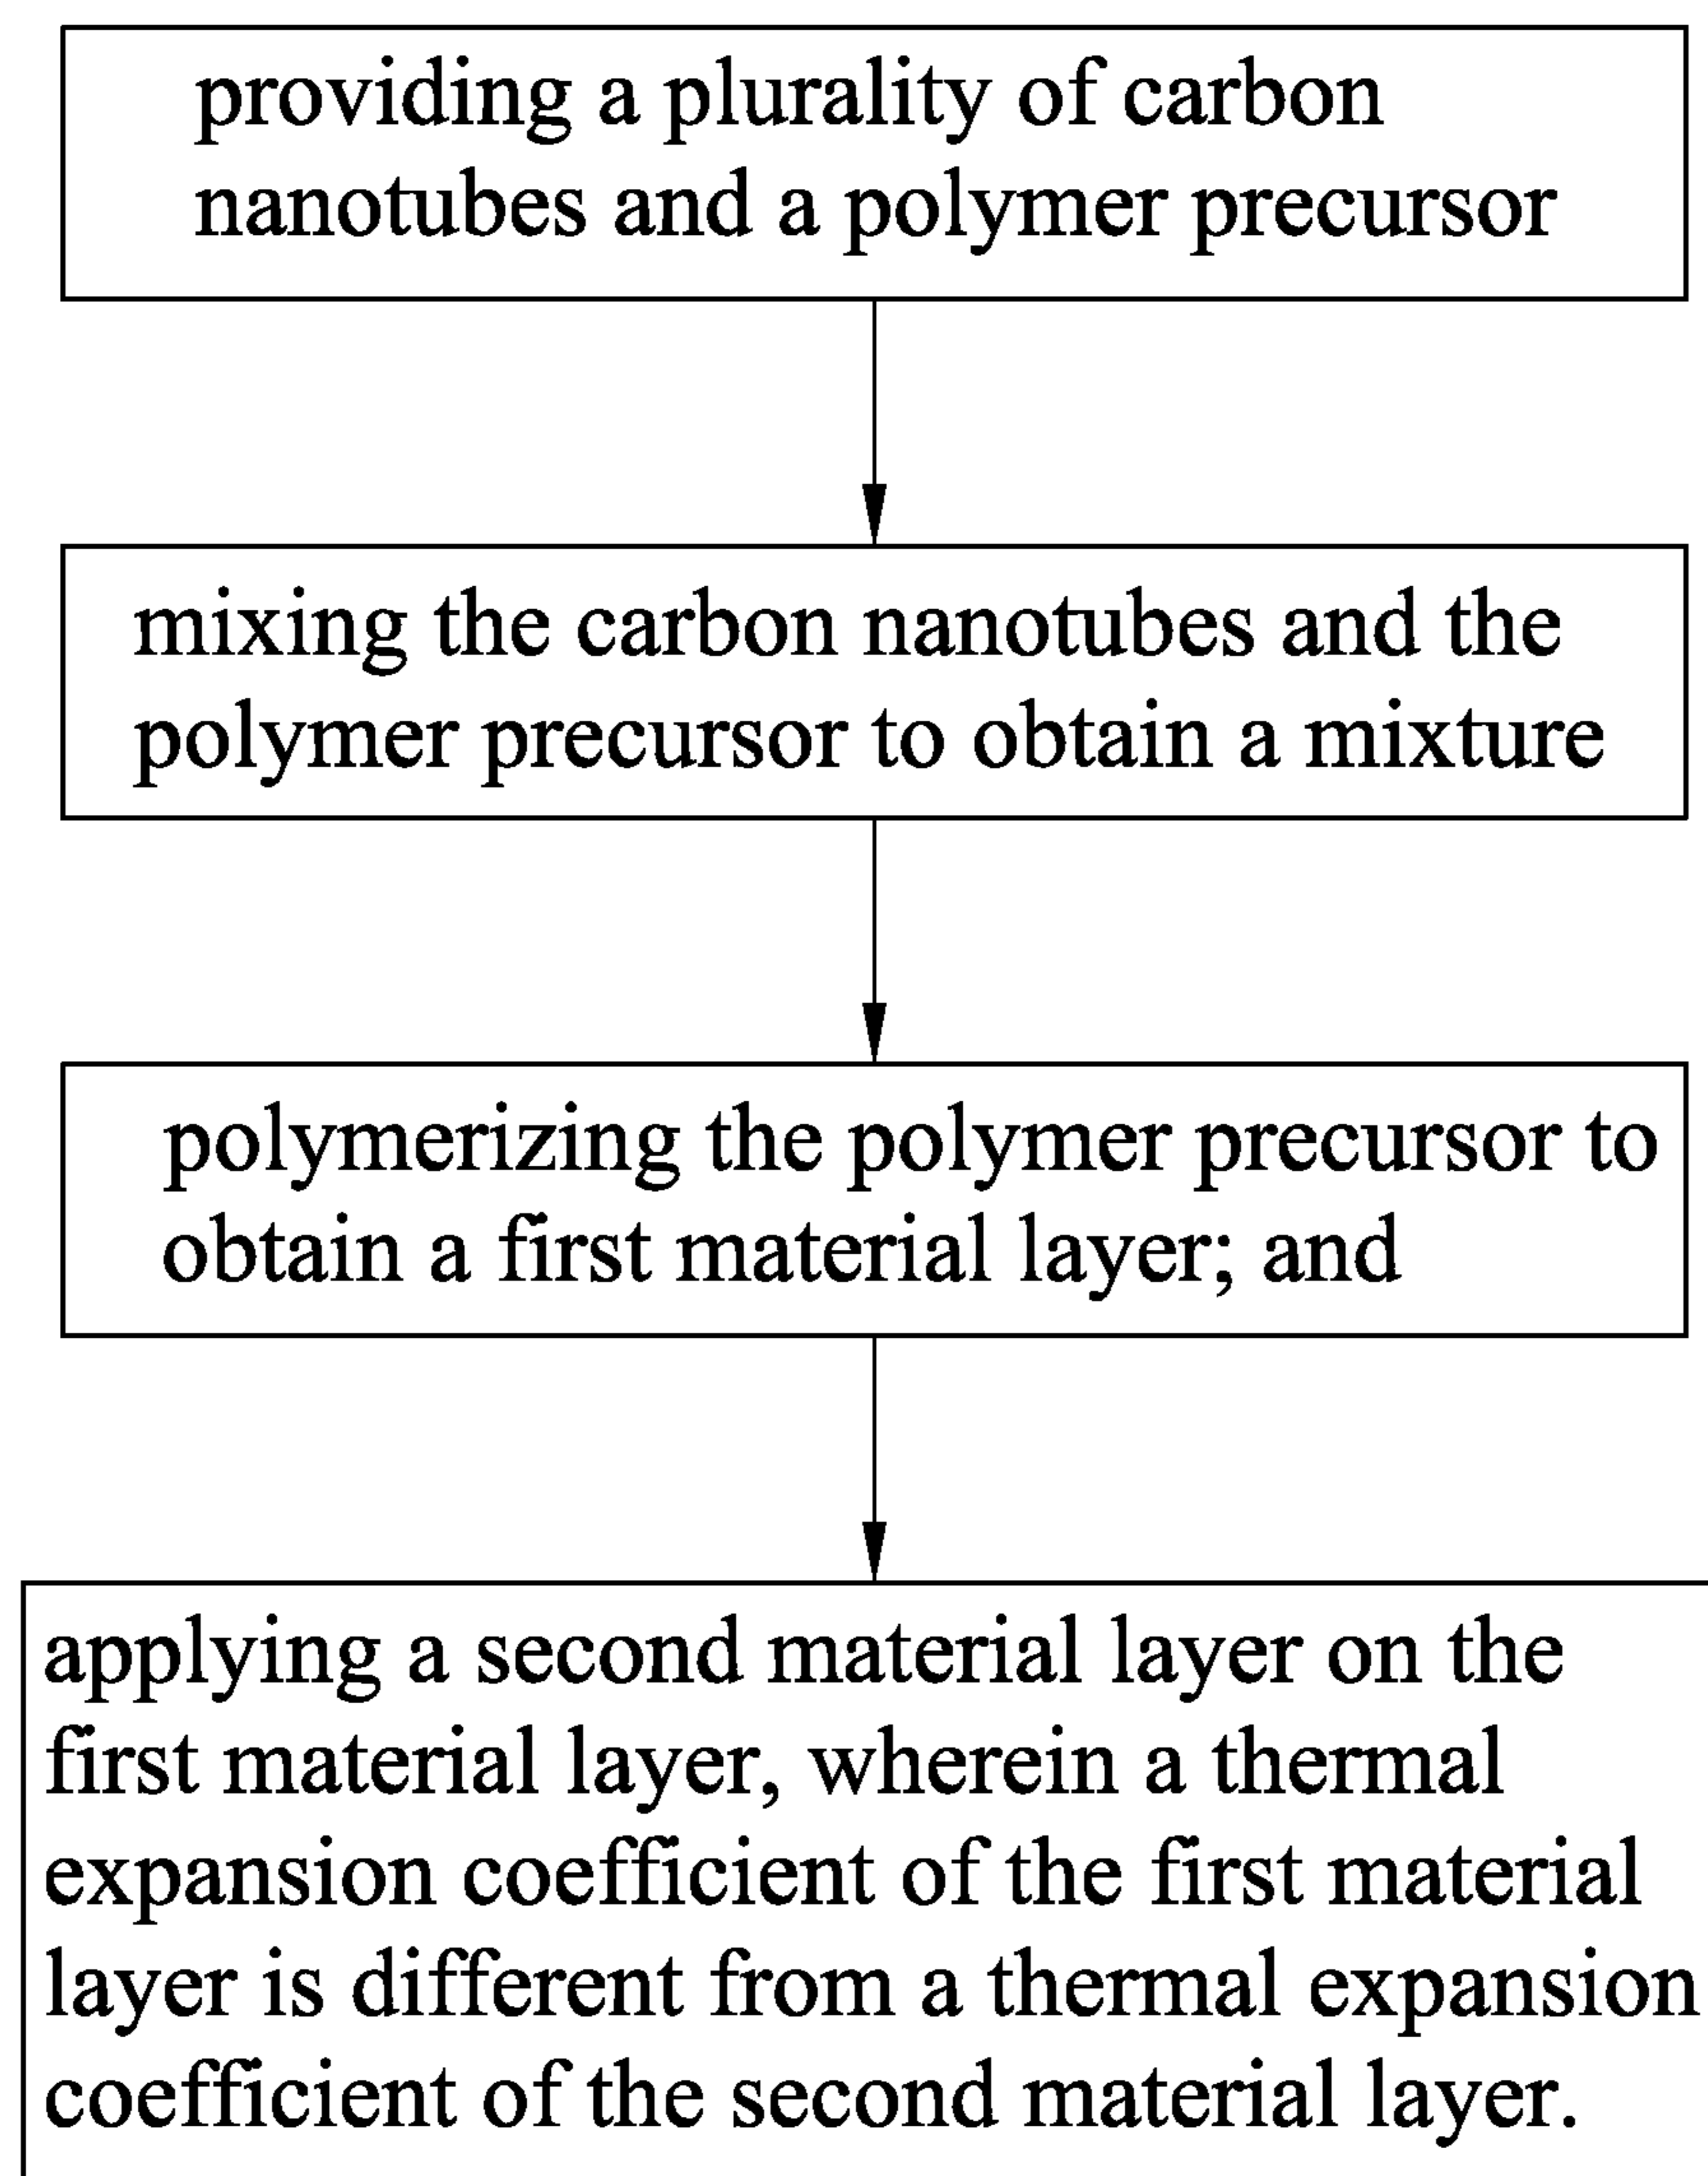 providing a plurality of carbon
nanotubes and a polymer precursor
mixing the carbon nanotubes and the
polymer precursor to obtain a mixture
polymerizing the polymer precursor to
obtain a first material layer; and
applying a second material layer on the
first material layer, wherein a thermal
expansion coefficient of the first material
layer is different from a thermal expansion
coefficient of the second material layer.